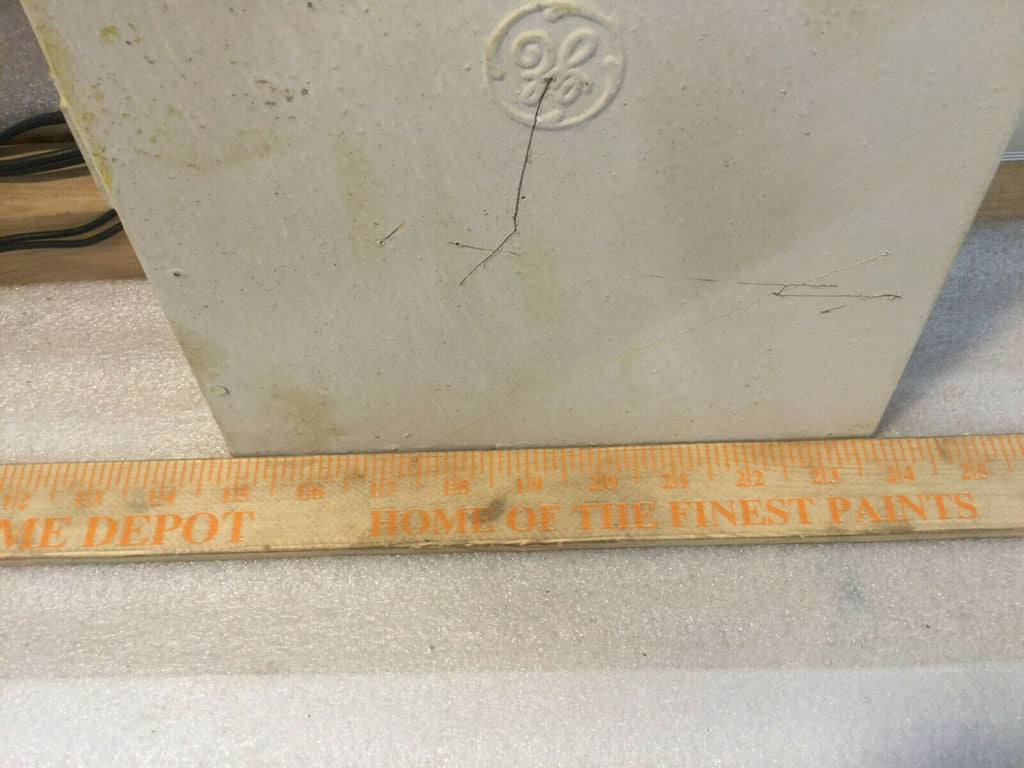 GE
12 13 14 15 16 17 18 19 20 21 22 23 24 25
ME DEPOT HOME OF THE FINEST PAINTS